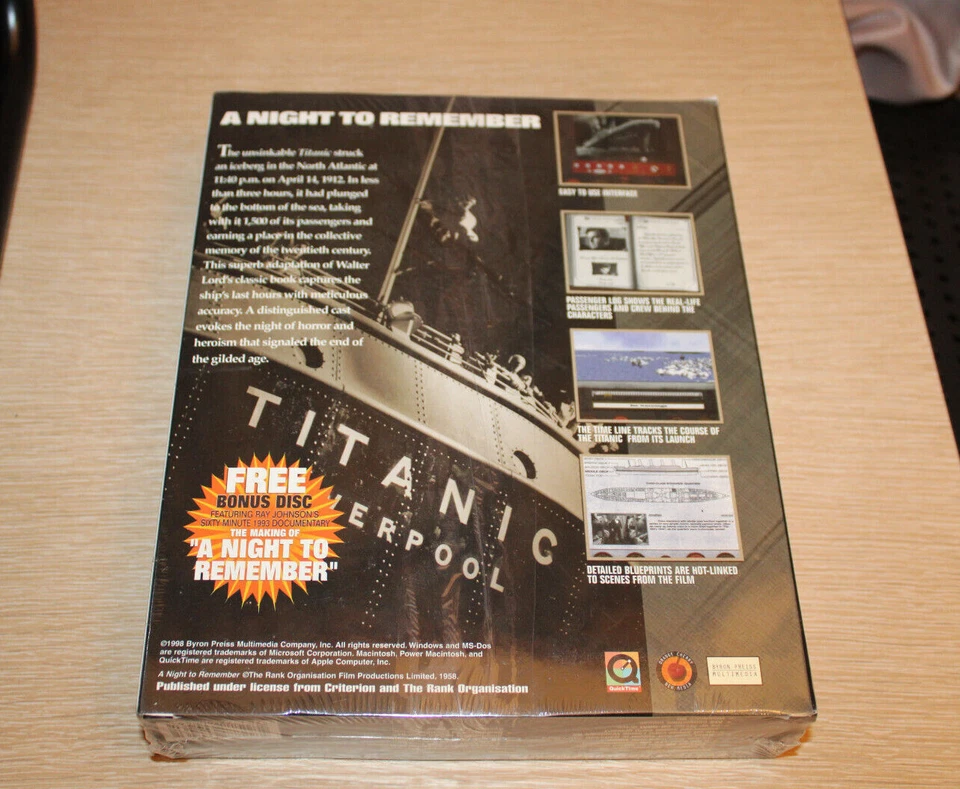 A NIGHT TO REMEMBER
The unsinkable Titanic struck
an iceberg in the North Atlantic at
11:40 p.m. on April 14, 1912. In less
than three hours, it had plunged
to the bottom of the sea, taking
with it 1,500 of its passengers and
earning a place in the collective
memory of the twentieth century.
This superb adaptation of Walter
Lord's classic book captures the
ship's last hours with meticulous
accuracy. A distinguished cast
evokes the night of horror and
heroism that signaled the end of
the gilded age.
EASY TO USE INTERFACE
PASSENGER LOG SHOWS THE REAL-LIFE
PASSENGERS AND CREW BEHIND THE
CHARACTERS
THE TIME LINE TRACKS THE COURSE OF
THE TITANIC FROM ITS LAUNCH
DETAILED BLUEPRINTS ARE HOT-LINKED
TO SCENES FROM THE FILM
TITANIC
VERPOOL
FREE
BONUS DISC
FEATURING RAY JOHNSON'S
SIXTY MINUTE 1993 DOCUMENTARY
THE MAKING OF
"A NIGHT TO
REMEMBER"
©1998 Byron Preiss Multimedia Company, Inc. All rights reserved. Windows and MS-Dos
are registered trademarks of Microsoft Corporation. Macintosh, Power Macintosh, and
QuickTime are registered trademarks of Apple Computer, Inc.
A Night to Remember ©The Rank Organisation Film Productions Limited, 1958.
Published under license from Criterion and The Rank Organisation
QuickTime
BYRON PREISS
MULTIMEDIA